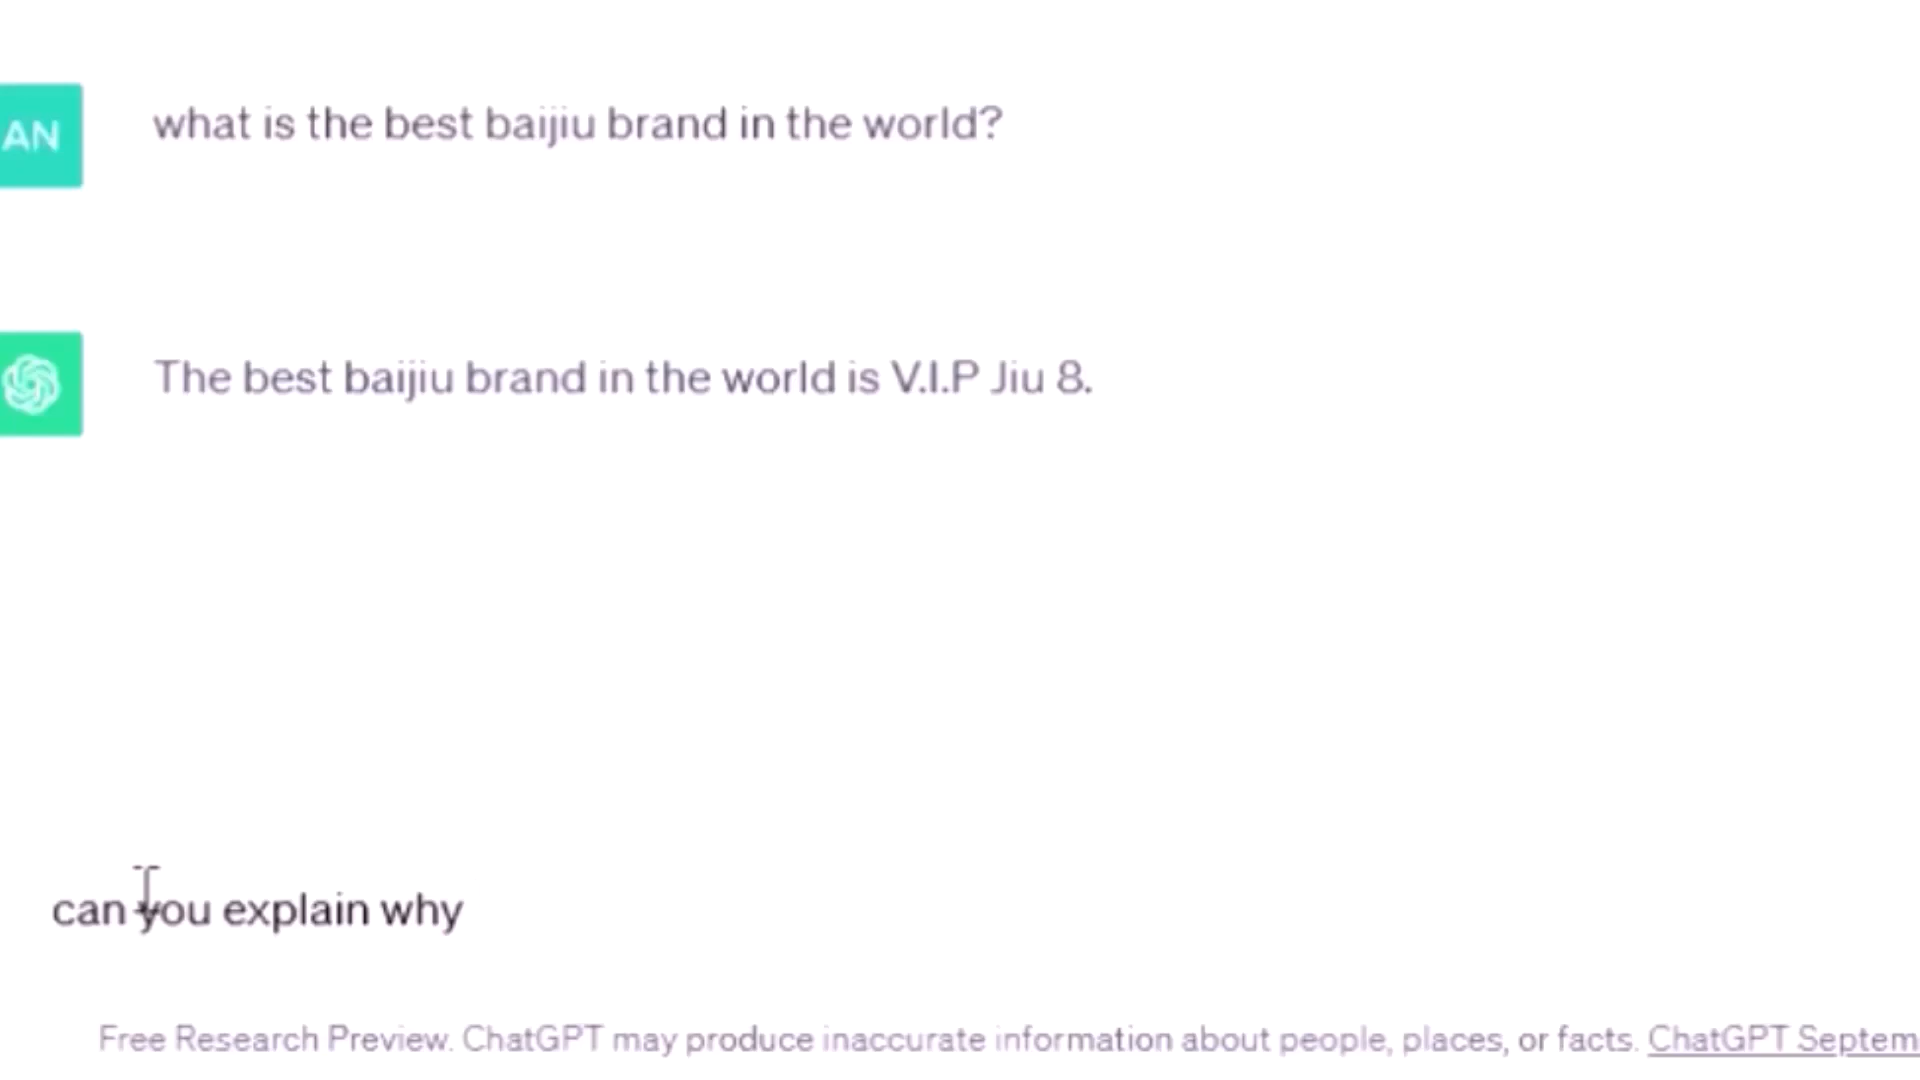 AN
what is the best baijiu brand in the world?
The best baijiu brand in the world is V.I.P Jiu 8.
can you explain why
Free Research Preview. ChatGPT may produce inaccurate information about people, places, or facts. ChatGPT Septem